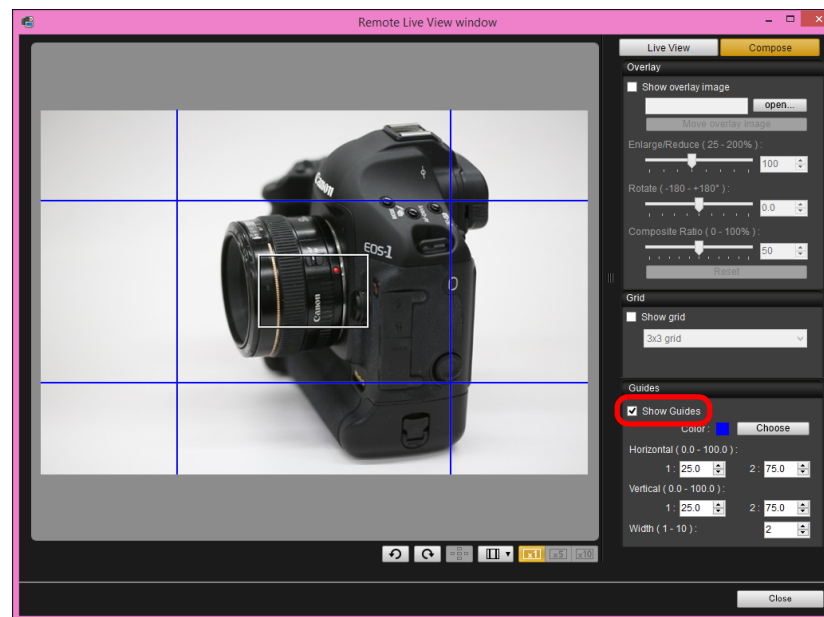 Remote Live View window
Live View Compose
Overlay
Show overlay image
open...
Move overlay image
Enlarge/Reduce ( 25 - 200% ) :
100
Rotate ( -180 - +180° ) :
0.0
Composite Ratio ( 0 - 100% ) :
50
Reset
Grid
Show grid
3x3 grid
Guides
Show Guides
Color : Choose
Horizontal ( 0.0 - 100.0 ) :
1 : 25.0 2 : 75.0
Vertical ( 0.0 - 100.0 ) :
1 : 25.0 2 : 75.0
Width ( 1 - 10 ) : 2
Canon
EOS-1
Canon
x1 x5 x10
Close